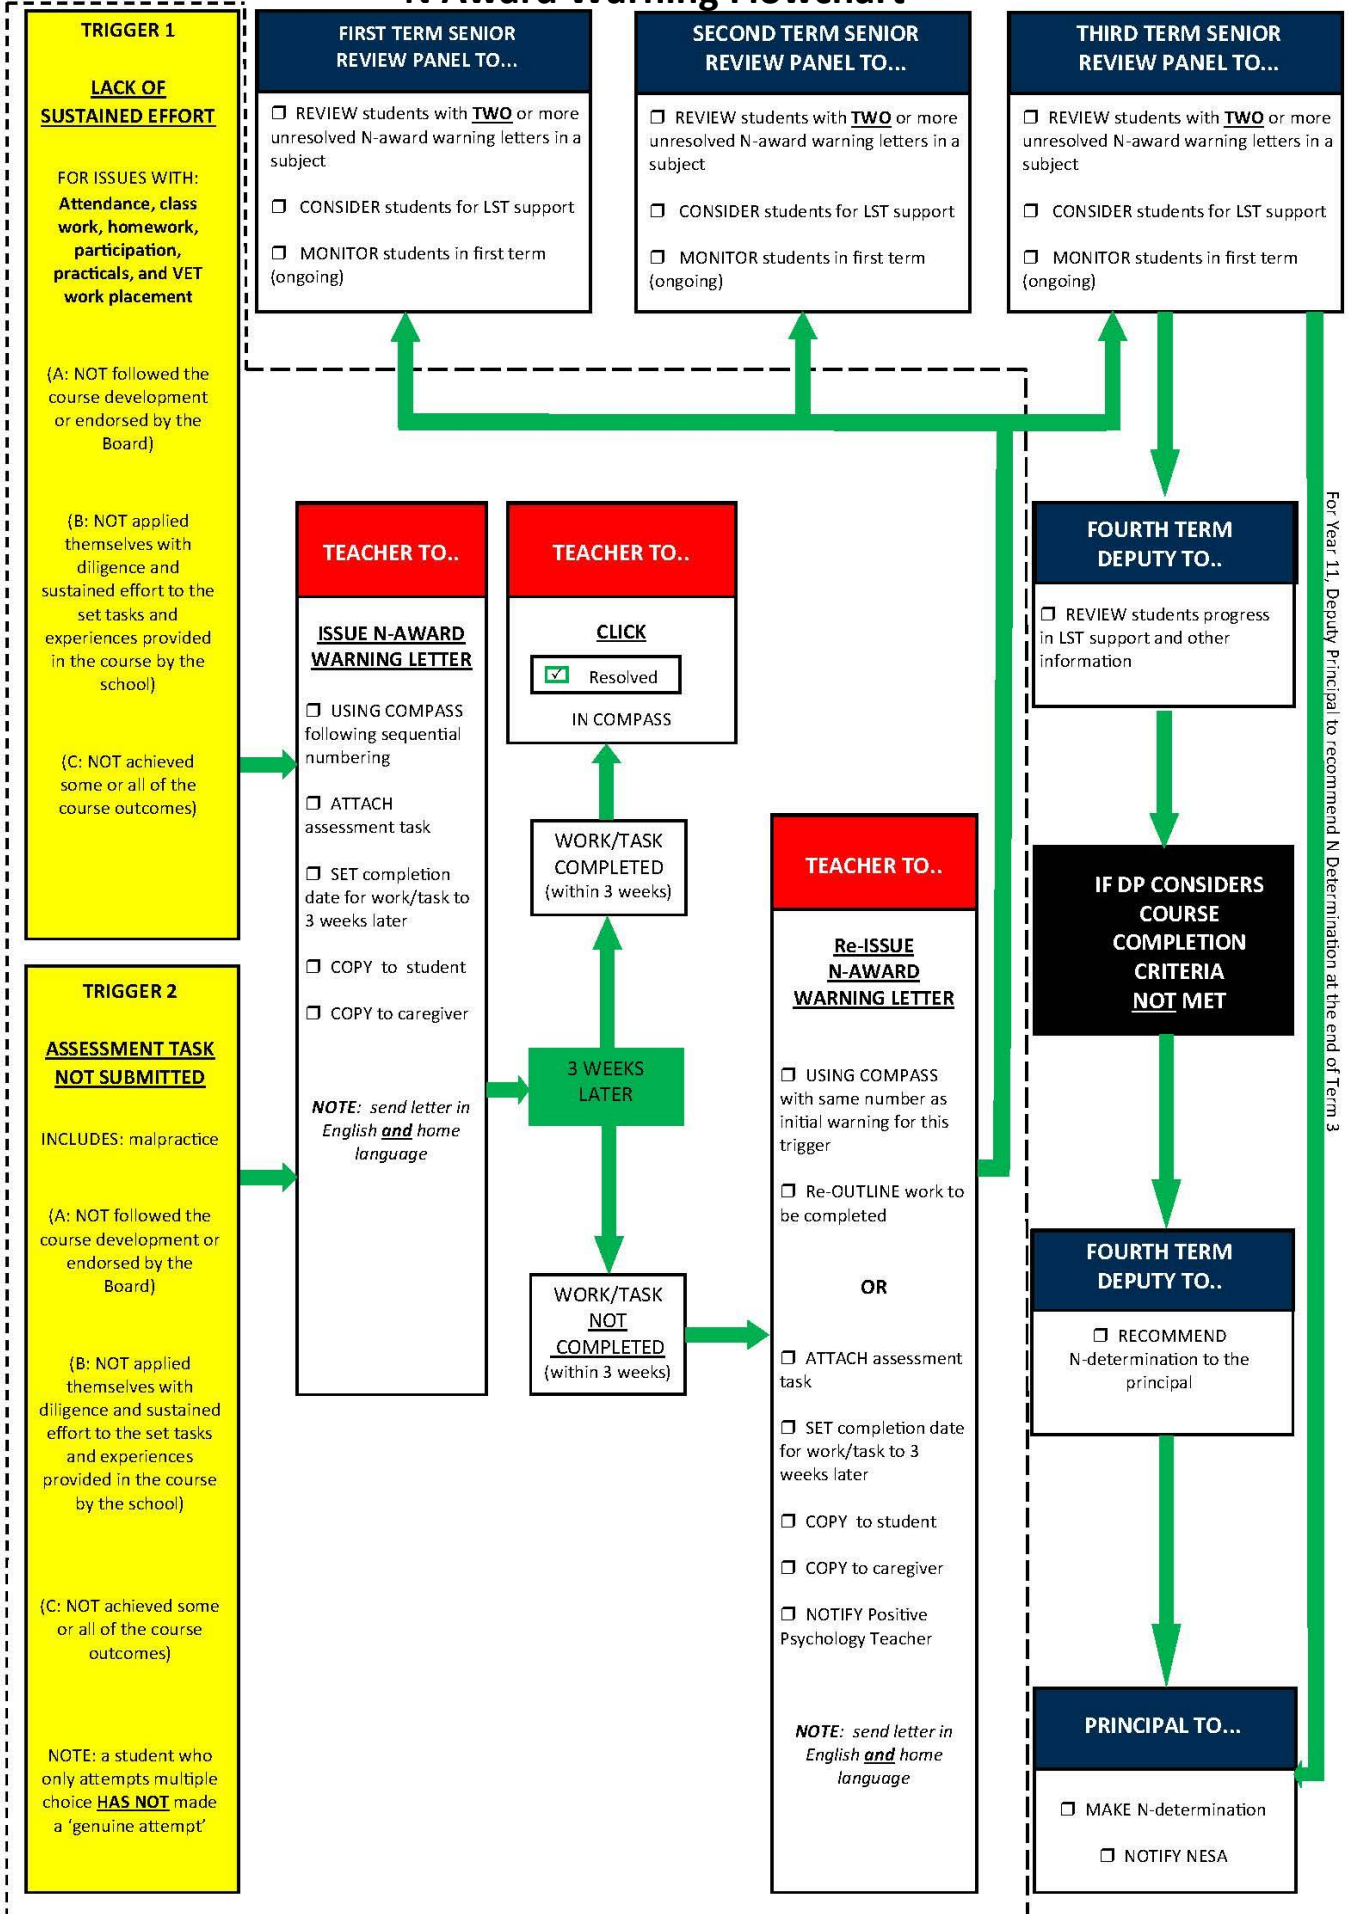 N-Award Warning Flowchart
TRIGGER 1
LACK OF
SUSTAINED EFFORT
FOR ISSUES WITH:
Attendance, class
work, homework,
participation,
practicals, and VET
work placement
(A: NOT followed the
course development
or endorsed by the
Board)
(B: NOT applied
themselves with
diligence and
sustained effort to the
set tasks and
experiences provided
in the course by the
school)
(C: NOT achieved
some or all of the
course outcomes)
TRIGGER 2
ASSESSMENT TASK
NOT SUBMITTED
INCLUDES: malpractice
(A: NOT followed the
course development or
endorsed by the
Board)
(B: NOT applied
themselves with
diligence and sustained
effort to the set tasks
and experiences
provided in the course
by the school)
(C: NOT achieved some
or all of the course
outcomes)
NOTE: a student who
only attempts multiple
choice HAS NOT made
a ‘genuine attempt’
FIRST TERM SENIOR
REVIEW PANEL TO...
❒ REVIEW students with TWO or more
unresolved N-award warning letters in a
subject
❒ CONSIDER students for LST support
❒ MONITOR students in first term
(ongoing)
SECOND TERM SENIOR
REVIEW PANEL TO...
❒ REVIEW students with TWO or more
unresolved N-award warning letters in a
subject
❒ CONSIDER students for LST support
❒ MONITOR students in first term
(ongoing)
THIRD TERM SENIOR
REVIEW PANEL TO...
❒ REVIEW students with TWO or more
unresolved N-award warning letters in a
subject
❒ CONSIDER students for LST support
❒ MONITOR students in first term
(ongoing)
TEACHER TO..
ISSUE N-AWARD
WARNING LETTER
❒ USING COMPASS
following sequential
numbering
❒ ATTACH
assessment task
❒ SET completion
date for work/task to
3 weeks later
❒ COPY to student
❒ COPY to caregiver
NOTE: send letter in
English and home
language
TEACHER TO..
CLICK
☑ Resolved
IN COMPASS
WORK/TASK
COMPLETED
(within 3 weeks)
3 WEEKS
LATER
WORK/TASK
NOT
COMPLETED
(within 3 weeks)
TEACHER TO..
Re-ISSUE
N-AWARD
WARNING LETTER
❒ USING COMPASS
with same number as
initial warning for this
trigger
❒ Re-OUTLINE work to
be completed
OR
❒ ATTACH assessment
task
❒ SET completion date
for work/task to 3
weeks later
❒ COPY to student
❒ COPY to caregiver
❒ NOTIFY Positive
Psychology Teacher
NOTE: send letter in
English and home
language
FOURTH TERM
DEPUTY TO..
❒ REVIEW students progress
in LST support and other
information
IF DP CONSIDERS
COURSE
COMPLETION
CRITERIA
NOT MET
FOURTH TERM
DEPUTY TO..
❒ RECOMMEND
N-determination to the
principal
PRINCIPAL TO...
❒ MAKE N-determination
❒ NOTIFY NESA
For Year 11, Deputy Principal to recommend N Determination at the end of Term 3